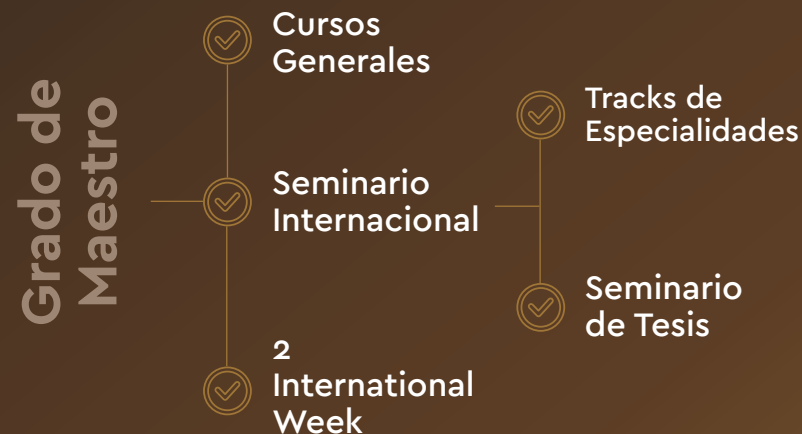 Grado de
Maestro
Cursos
Generales
Seminario
Internacional
2
International
Week
Tracks de
Especialidades
Seminario
de Tesis